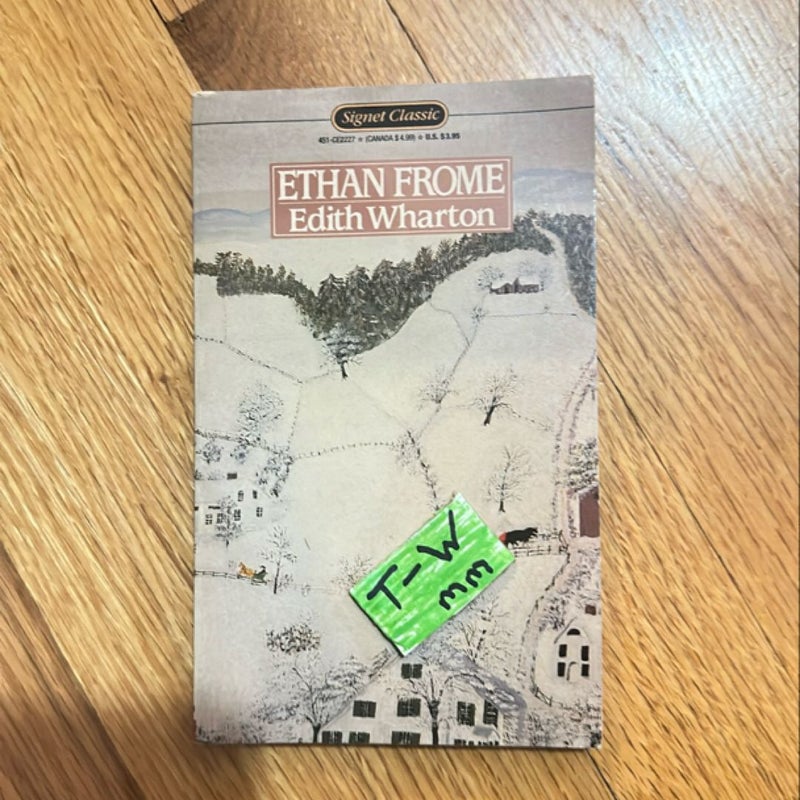 Signet Classic
451-CE2227 ★ (CANADA $4.99) ★ U.S. $3.95
ETHAN FROME
Edith Wharton
T-W
mm